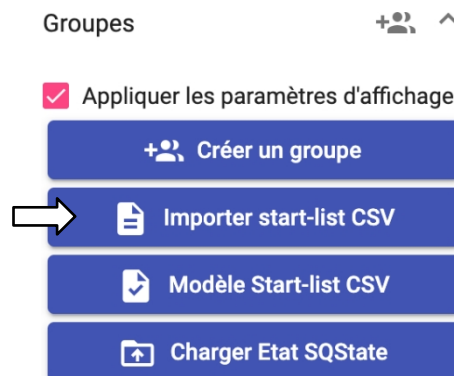 Groupes
Appliquer les paramètres d'affichage
Créer un groupe
Importer start-list CSV
Modèle Start-list CSV
Charger Etat SQState